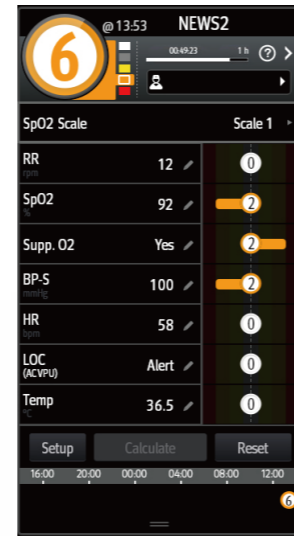 @ 13:53 NEWS2
6
00:49:23 1 h ?
SpO2 Scale Scale 1
RR 12 0
rpm
SpO2 92 2
%
Supp. O2 Yes 2
BP-S 100 2
mmHg
HR 58 0
bpm
LOC Alert 0
(ACVPU)
Temp 36.5 0
°C
Setup Calculate Reset
16:00 20:00 00:00 04:00 08:00 12:00
6